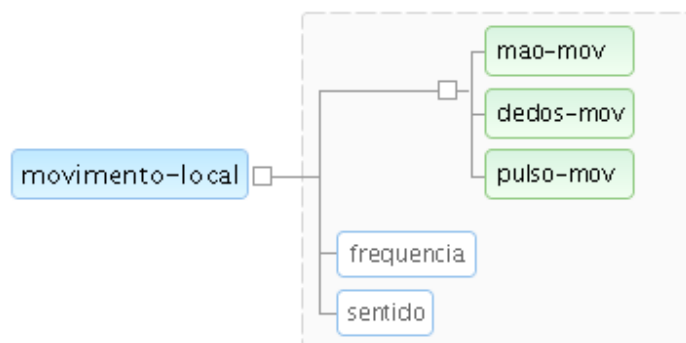 mao-mov
dedos-mov
movimento-local
pulso-mov
frequencia
sentido